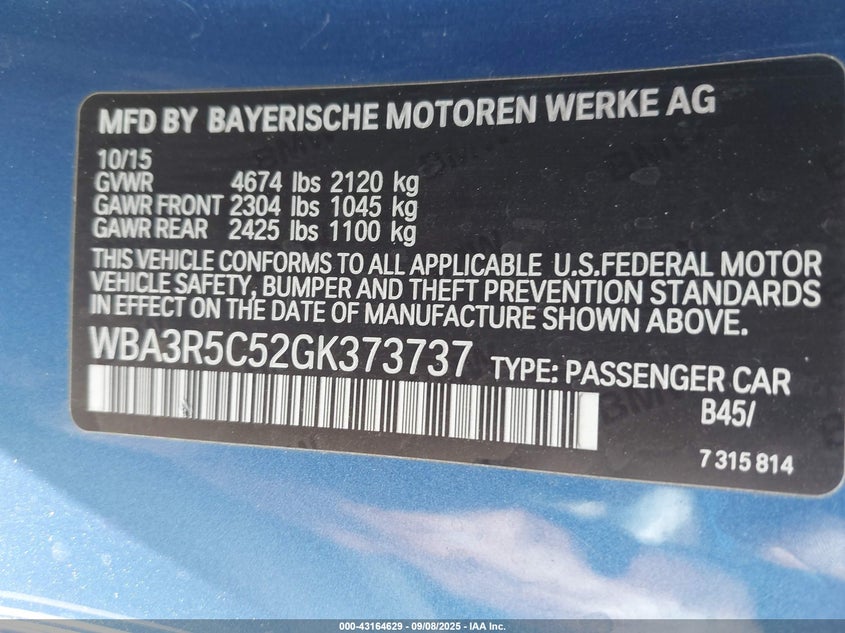 MFD BY BAYERISCHE MOTOREN WERKE AG
10/15
GVWR 4674 lbs 2120 kg
GAWR FRONT 2304 lbs 1045 kg
GAWR REAR 2425 lbs 1100 kg
THIS VEHICLE CONFORMS TO ALL APPLICABLE U.S.FEDERAL MOTOR
VEHICLE SAFETY, BUMPER AND THEFT PREVENTION STANDARDS
IN EFFECT ON THE DATE OF MANUFACTURE SHOWN ABOVE.
WBA3R5C52GK373737 TYPE: PASSENGER CAR
B45/
7 315 814
000-43164629 - 09/08/2025 - IAA Inc.